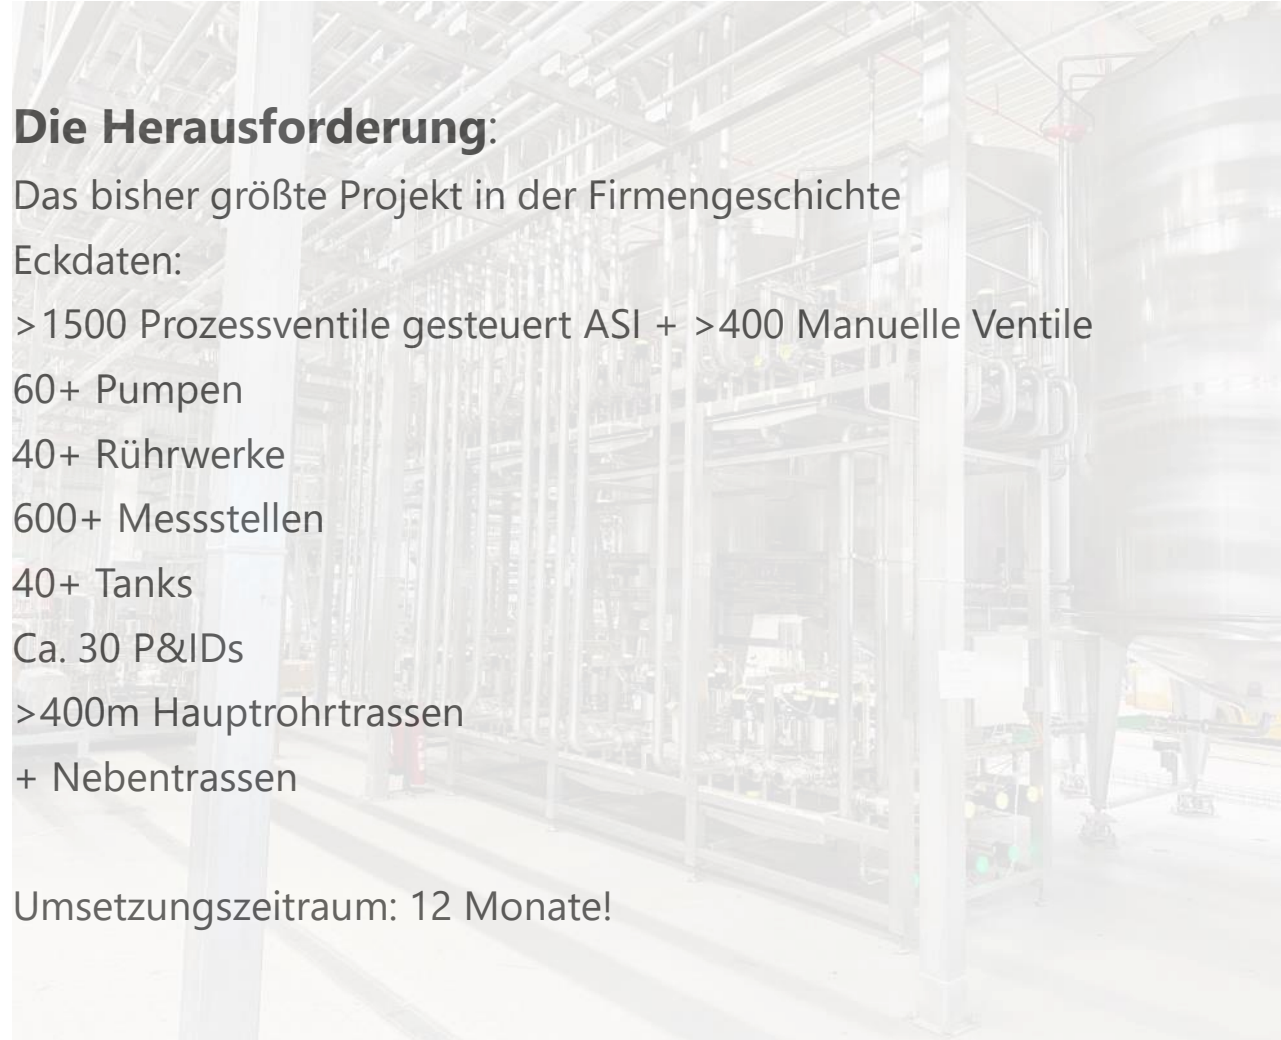 Die Herausforderung:
Das bisher größte Projekt in der Firmengeschichte
Eckdaten:
>1500 Prozessventile gesteuert ASI + >400 Manuelle Ventile
60+ Pumpen
40+ Rührwerke
600+ Messstellen
40+ Tanks
Ca. 30 P&IDs
>400m Hauptrohrtrassen
+ Nebentrassen
Umsetzungszeitraum: 12 Monate!